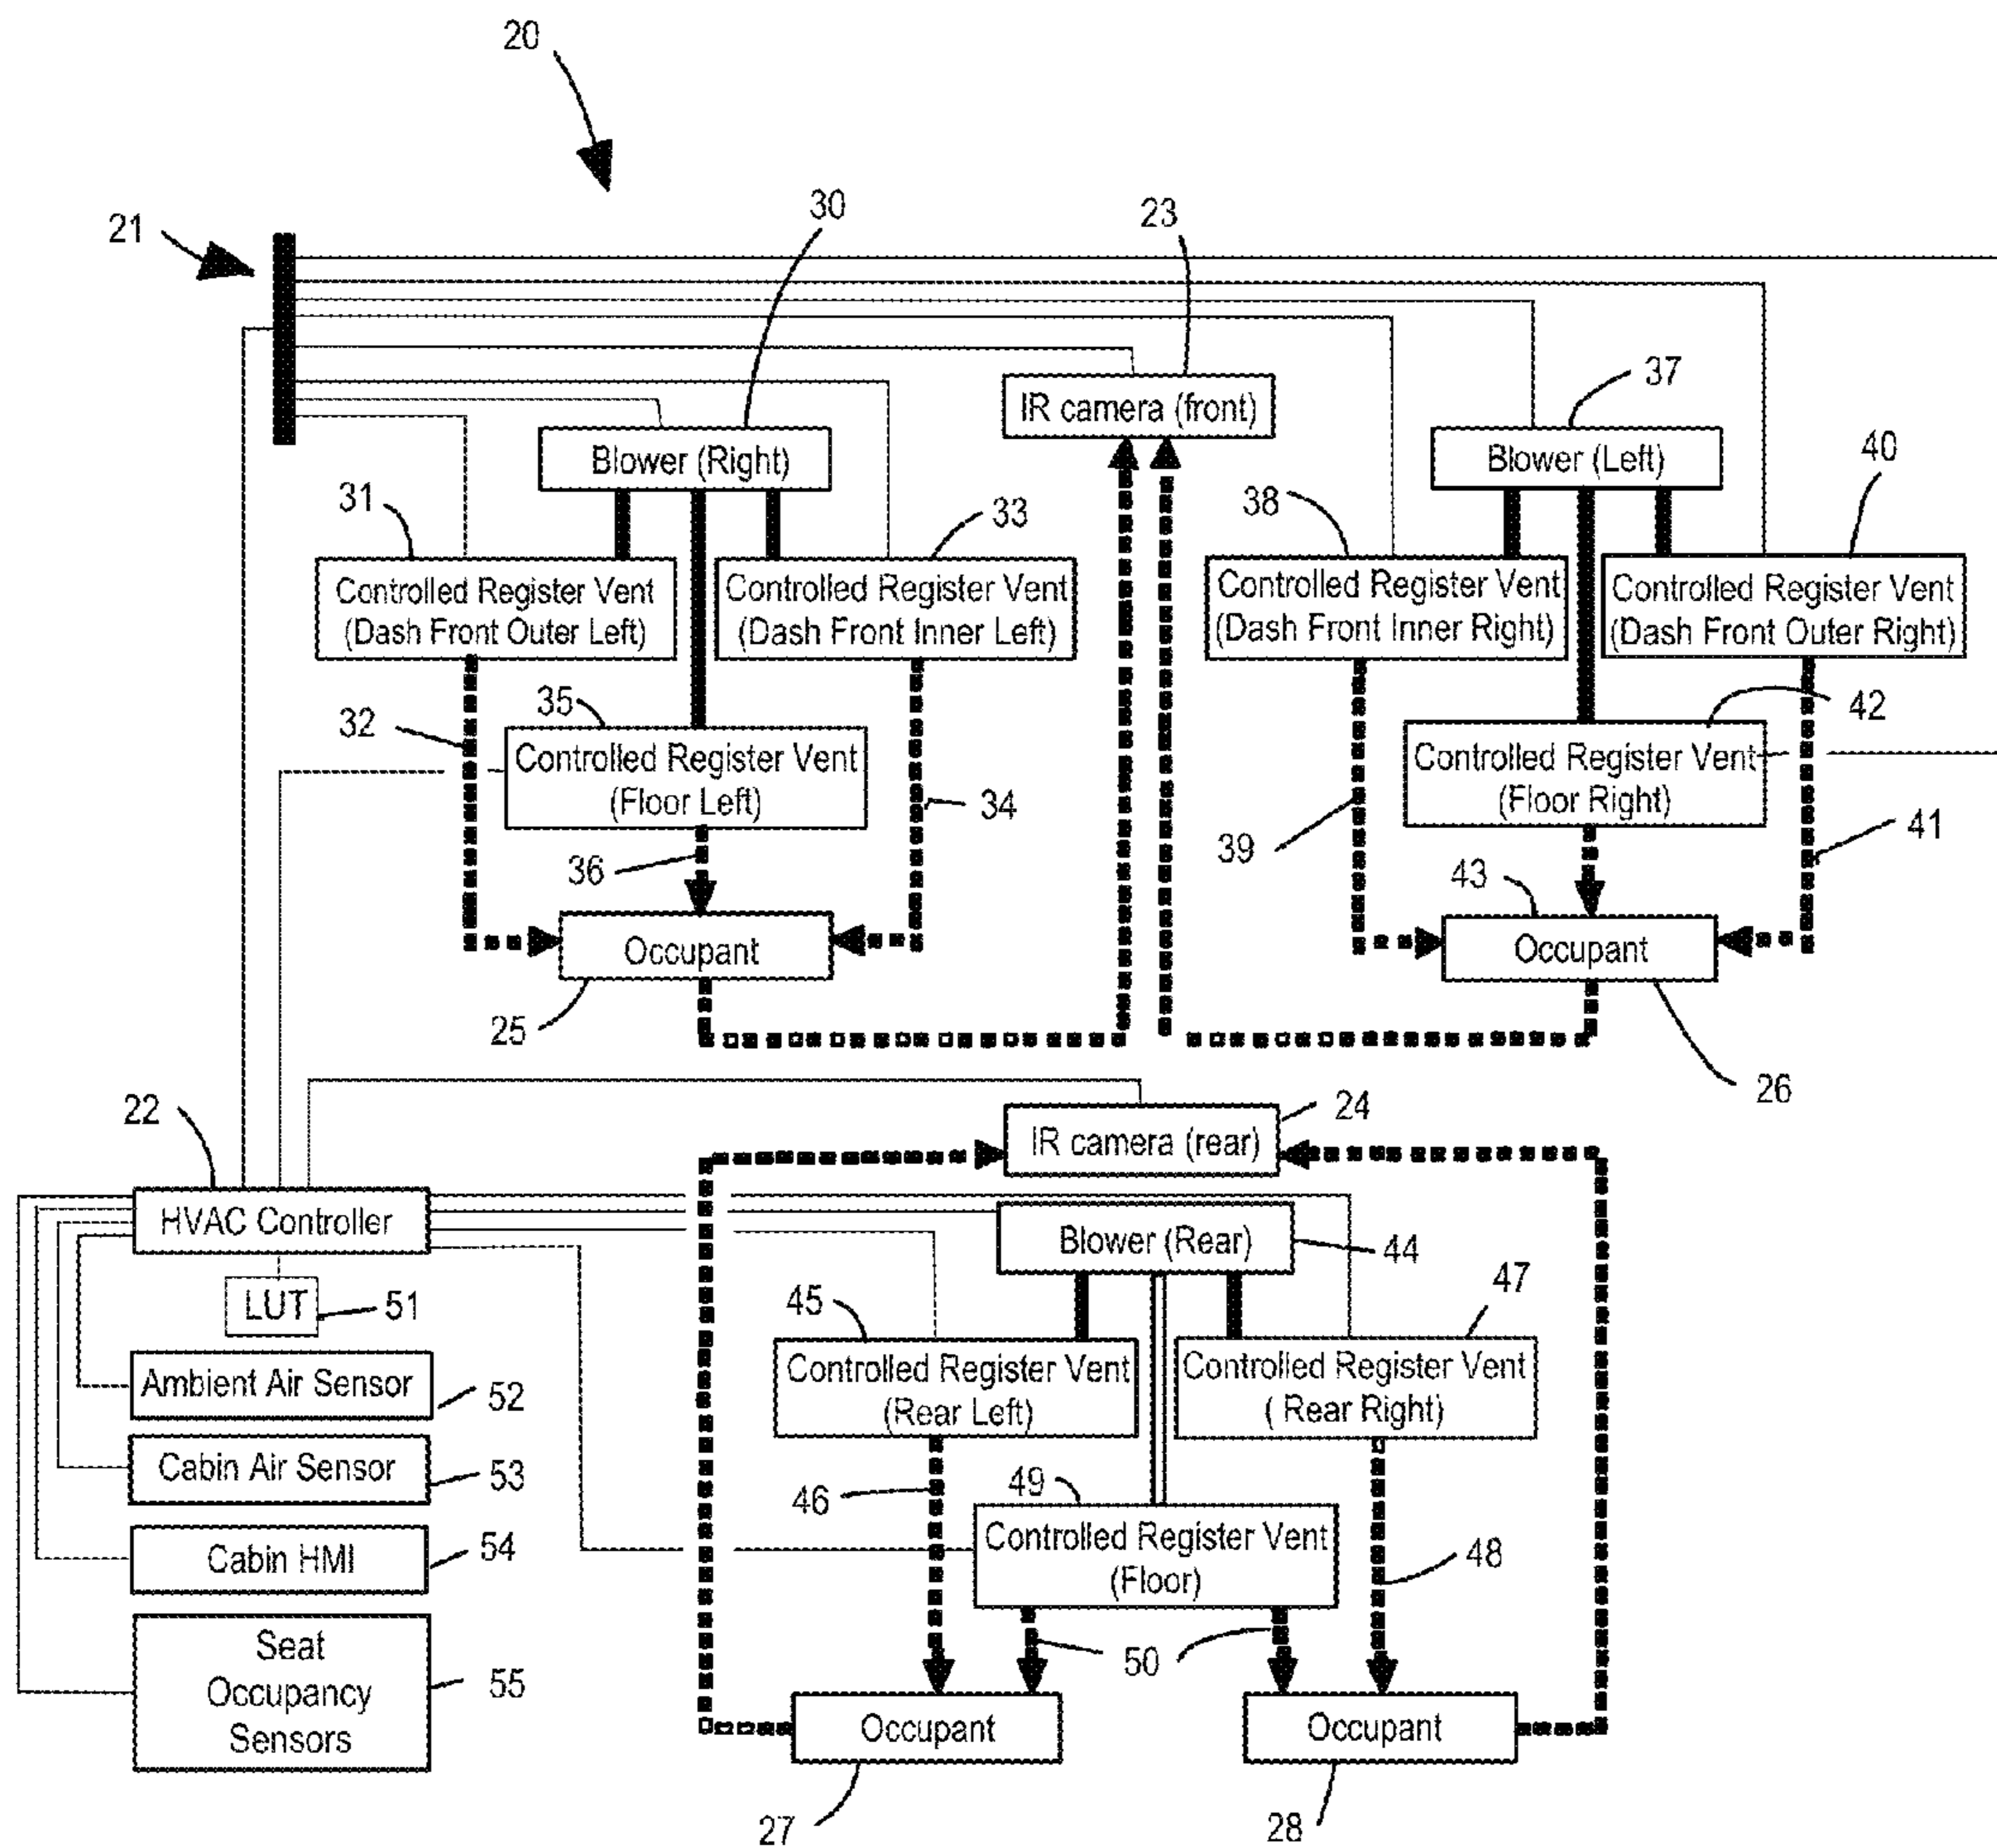 20
21
30
23
37
40
IR camera (front)
Blower (Right)
Blower (Left)
31
33
38
Controlled Register Vent
(Dash Front Outer Left)
Controlled Register Vent
(Dash Front Inner Left)
Controlled Register Vent
(Dash Front Inner Right)
Controlled Register Vent
(Dash Front Outer Right)
32
35
42
Controlled Register Vent
(Floor Left)
34
Controlled Register Vent
(Floor Right)
36
39
41
43
Occupant
Occupant
25
26
22
24
IR camera (rear)
HVAC Controller
Blower (Rear)
44
LUT
51
45
47
Ambient Air Sensor
52
Controlled Register Vent
(Rear Left)
Controlled Register Vent
( Rear Right)
Cabin Air Sensor
53
46
49
Cabin HMI
54
Controlled Register Vent
(Floor)
48
Seat
Occupancy
Sensors
55
50
Occupant
Occupant
27
28